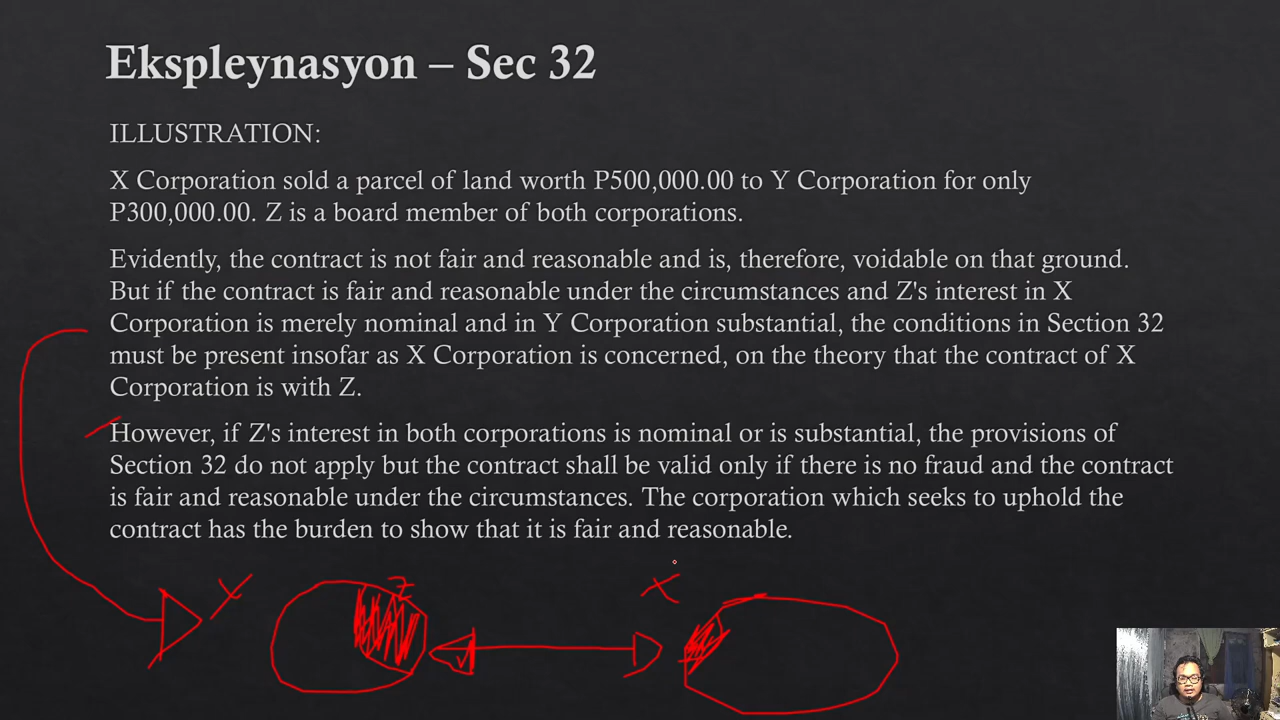 Ekspleynasyon – Sec 32
ILLUSTRATION:
X Corporation sold a parcel of land worth P500,000.00 to Y Corporation for only
P300,000.00. Z is a board member of both corporations.
Evidently, the contract is not fair and reasonable and is, therefore, voidable on that ground.
But if the contract is fair and reasonable under the circumstances and Z's interest in X
Corporation is merely nominal and in Y Corporation substantial, the conditions in Section 32
must be present insofar as X Corporation is concerned, on the theory that the contract of X
Corporation is with Z.
However, if Z's interest in both corporations is nominal or is substantial, the provisions of
Section 32 do not apply but the contract shall be valid only if there is no fraud and the contract
is fair and reasonable under the circumstances. The corporation which seeks to uphold the
contract has the burden to show that it is fair and reasonable.
Z
X